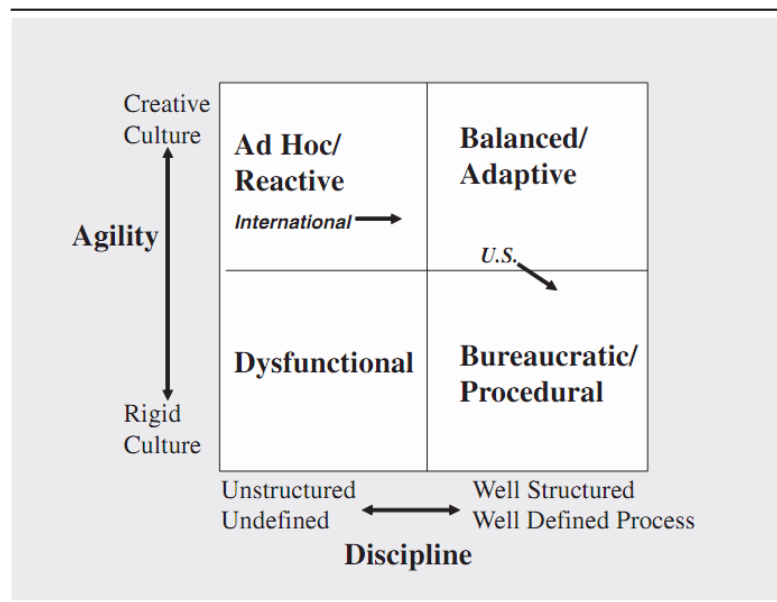 Creative
Culture
Ad Hoc/
Reactive
International
Balanced/
Adaptive
U.S.
Agility
Dysfunctional
Bureaucratic/
Procedural
Rigid
Culture
Unstructured
Undefined
Well Structured
Well Defined Process
Discipline